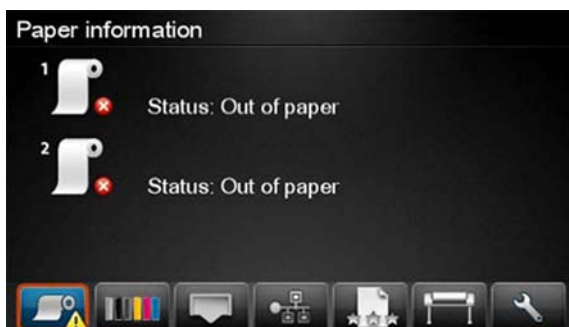 Paper information
1
Status: Out of paper
2
Status: Out of paper